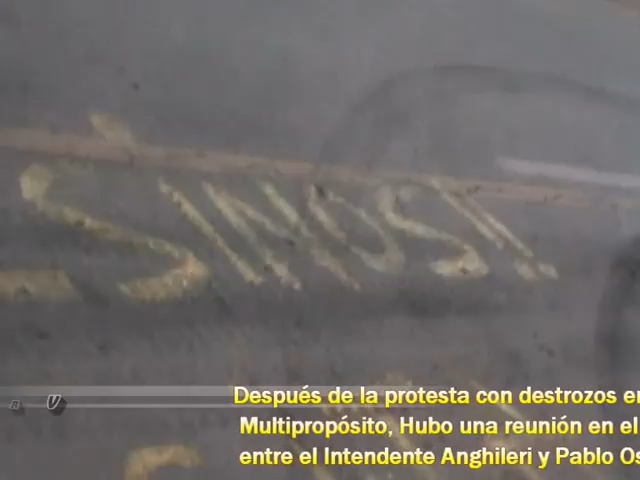 SINOS!
Después de la protesta con destrozos en
Multipropósito, Hubo una reunión en el
entre el Intendente Anghileri y Pablo Os